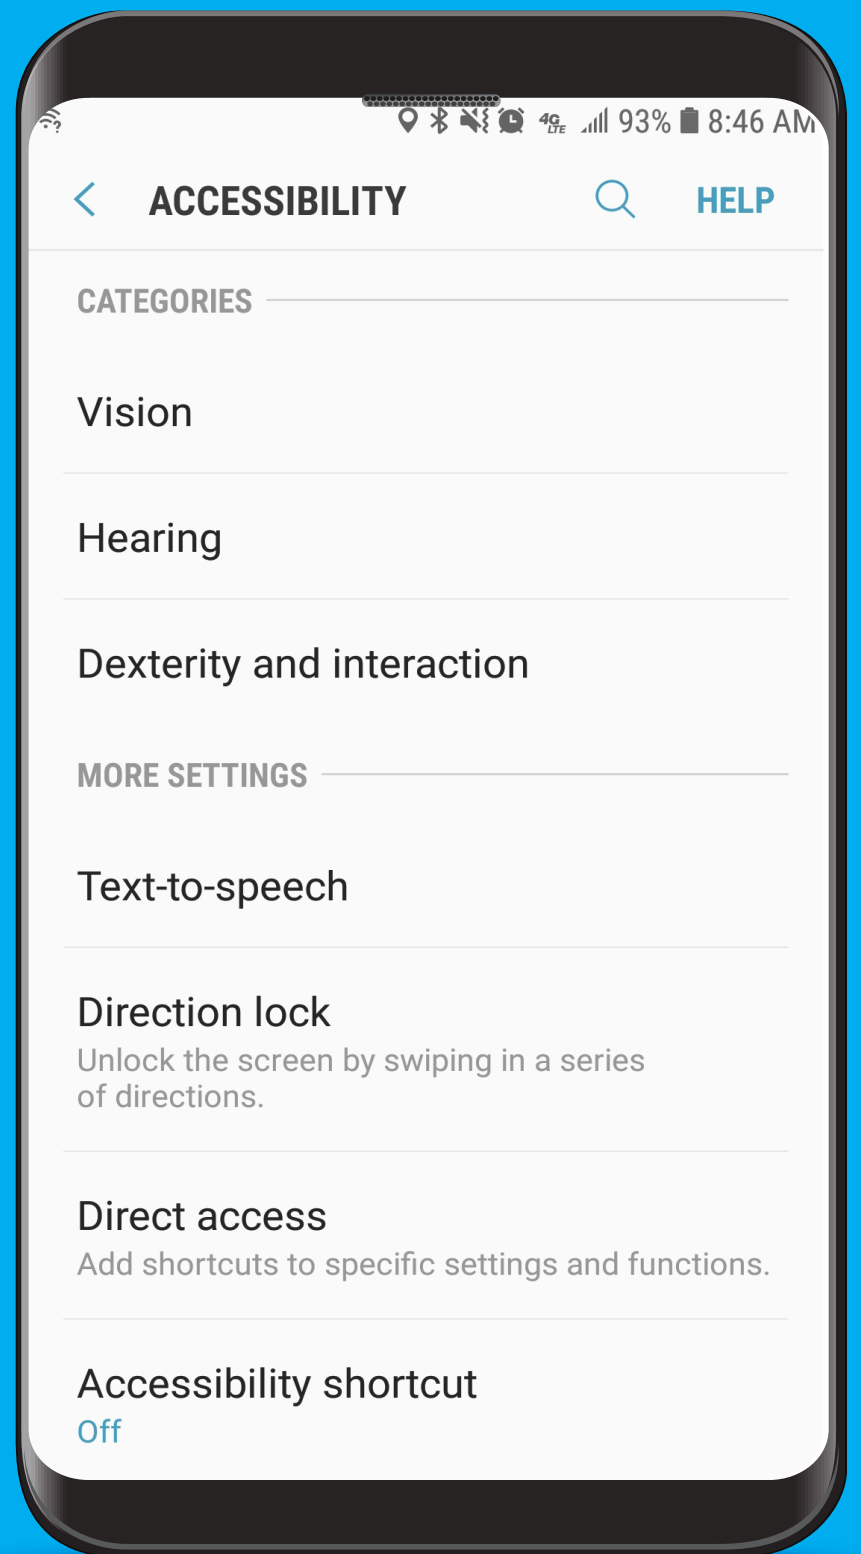 4G LTE 93% 8:46 AM
ACCESSIBILITY HELP
CATEGORIES
Vision
Hearing
Dexterity and interaction
MORE SETTINGS
Text-to-speech
Direction lock
Unlock the screen by swiping in a series
of directions.
Direct access
Add shortcuts to specific settings and functions.
Accessibility shortcut
Off